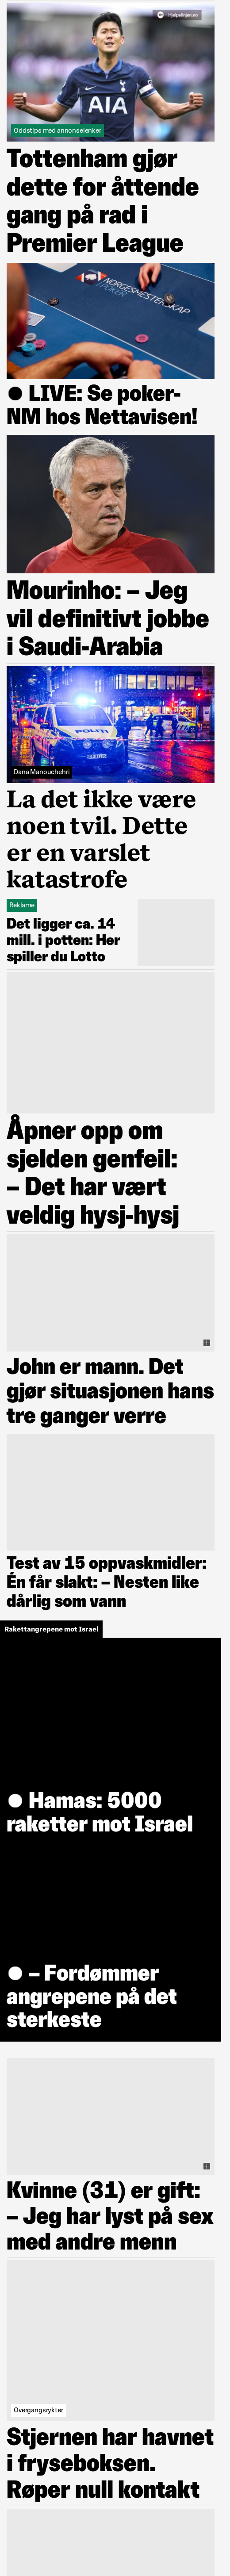 Hjelpelinjen.no
AIA
Oddstips med annonselenker
Tottenham gjør
dette for åttende
gang på rad i
Premier League
NORGESMESTERSKAP
POKER
● LIVE: Se poker-
NM hos Nettavisen!
Mourinho: – Jeg
vil definitivt jobbe
i Saudi-Arabia
POLITI
Dana Manouchehri
La det ikke være
noen tvil. Dette
er en varslet
katastrofe
Reklame
Det ligger ca. 14
mill. i potten: Her
spiller du Lotto
Åpner opp om
sjelden genfeil:
– Det har vært
veldig hysj-hysj
John er mann. Det
gjør situasjonen hans
tre ganger verre
Test av 15 oppvaskmidler:
Én får slakt: – Nesten like
dårlig som vann
Rakettangrepene mot Israel
● Hamas: 5000
raketter mot Israel
● – Fordømmer
angrepene på det
sterkeste
Kvinne (31) er gift:
– Jeg har lyst på sex
med andre menn
Overgangsrykter
Stjernen har havnet
i fryseboksen.
Røper null kontakt